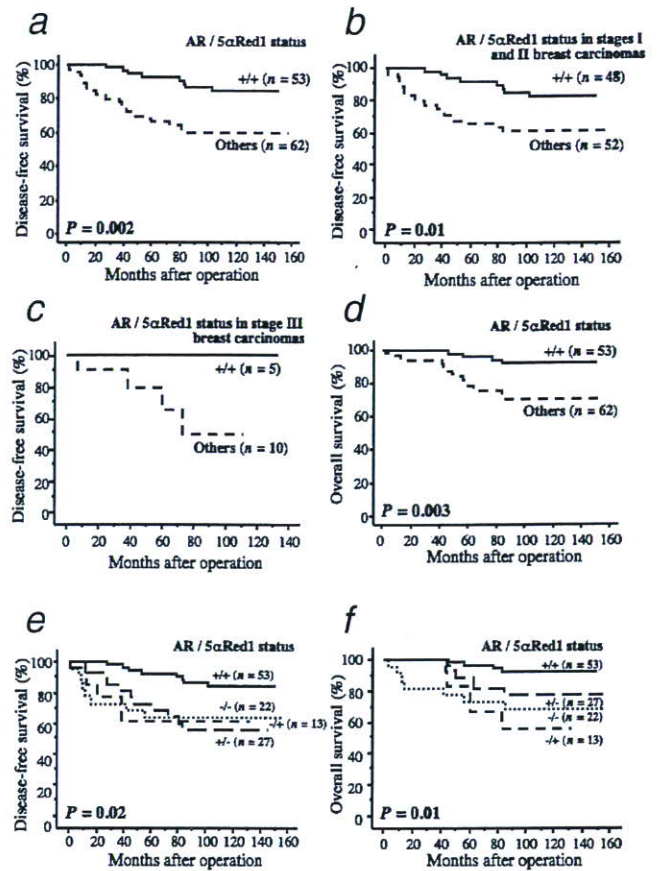 a
AR / 5αRed1 status
Disease-free survival (%)
100
80
60
40
20
0
+/+ (n = 53)
Others (n = 62)
P = 0.002
0 20 40 60 80 100 120 140 160
Months after operation
b
AR / 5αRed1 status in stages I
and II breast carcinomas
Disease-free survival (%)
100
80
60
40
20
0
+/+ (n = 48)
Others (n = 52)
P = 0.01
0 20 40 60 80 100 120 140 160
Months after operation
c
AR / 5αRed1 status in stage III
breast carcinomas
Disease-free survival (%)
100
80
60
40
20
0
+/+ (n = 5)
Others (n = 10)
0 20 40 60 80 100 120 140
Months after operation
d
AR / 5αRed1 status
Overall survival (%)
100
80
60
40
20
0
+/+ (n = 53)
Others (n = 62)
P = 0.003
0 20 40 60 80 100 120 140 160
Months after operation
e
AR / 5αRed1 status
Disease-free survival (%)
100
80
60
40
20
0
+/+ (n = 53)
-/- (n = 22)
-/+ (n = 13)
+/- (n = 27)
P = 0.02
0 20 40 60 80 100 120 140 160
Months after operation
f
AR / 5αRed1 status
Overall survival (%)
100
80
60
40
20
0
+/+ (n = 53)
+/- (n = 27)
-/- (n = 22)
-/+ (n = 13)
P = 0.01
0 20 40 60 80 100 120 140 160
Months after operation